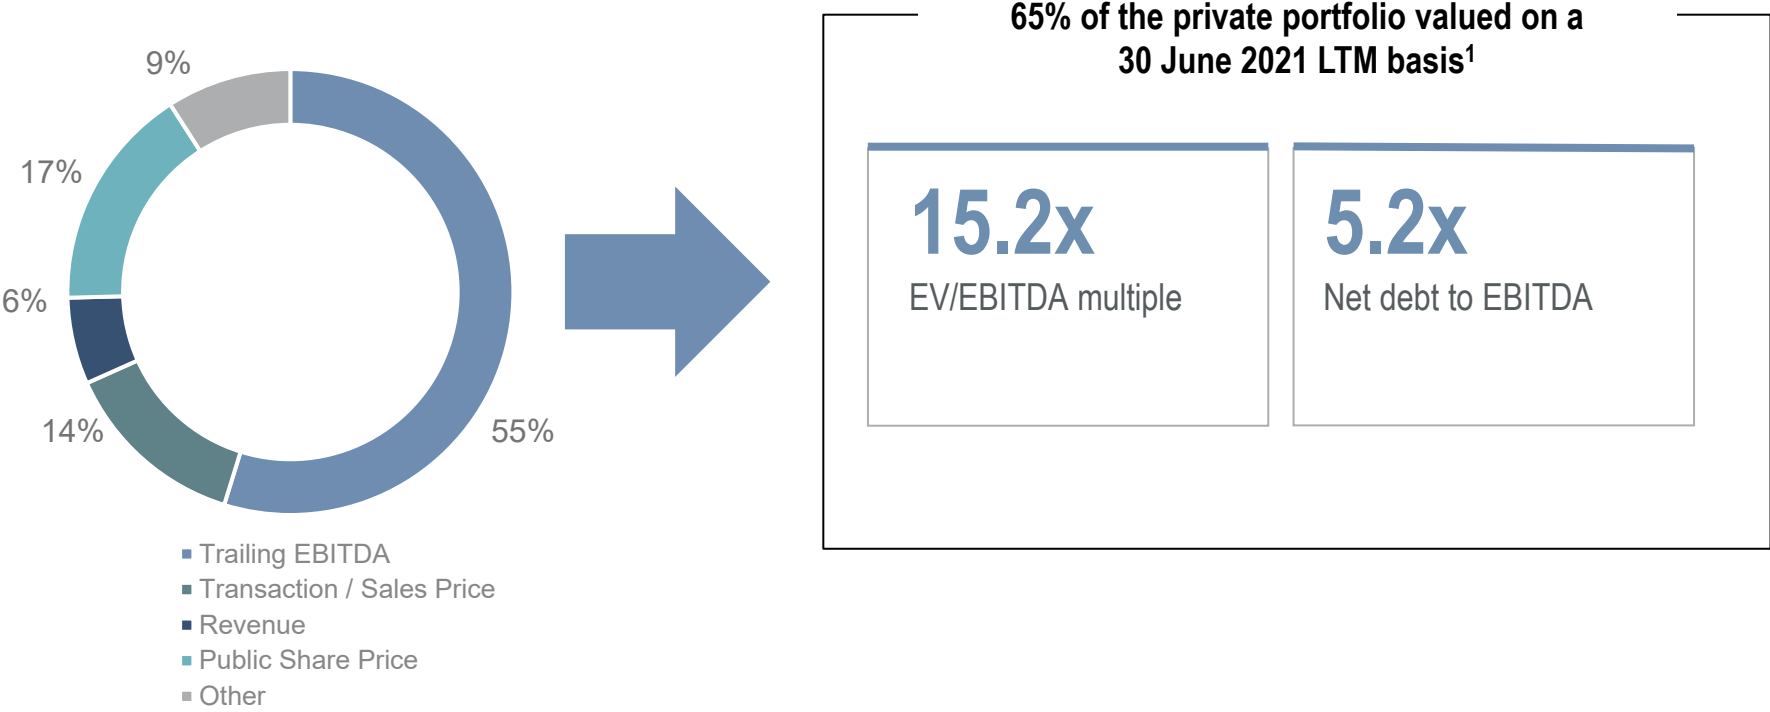 9%
17%
6%
14%
55%
Trailing EBITDA
Transaction / Sales Price
Revenue
Public Share Price
Other
65% of the private portfolio valued on a
30 June 2021 LTM basis¹
15.2x
EV/EBITDA multiple
5.2x
Net debt to EBITDA